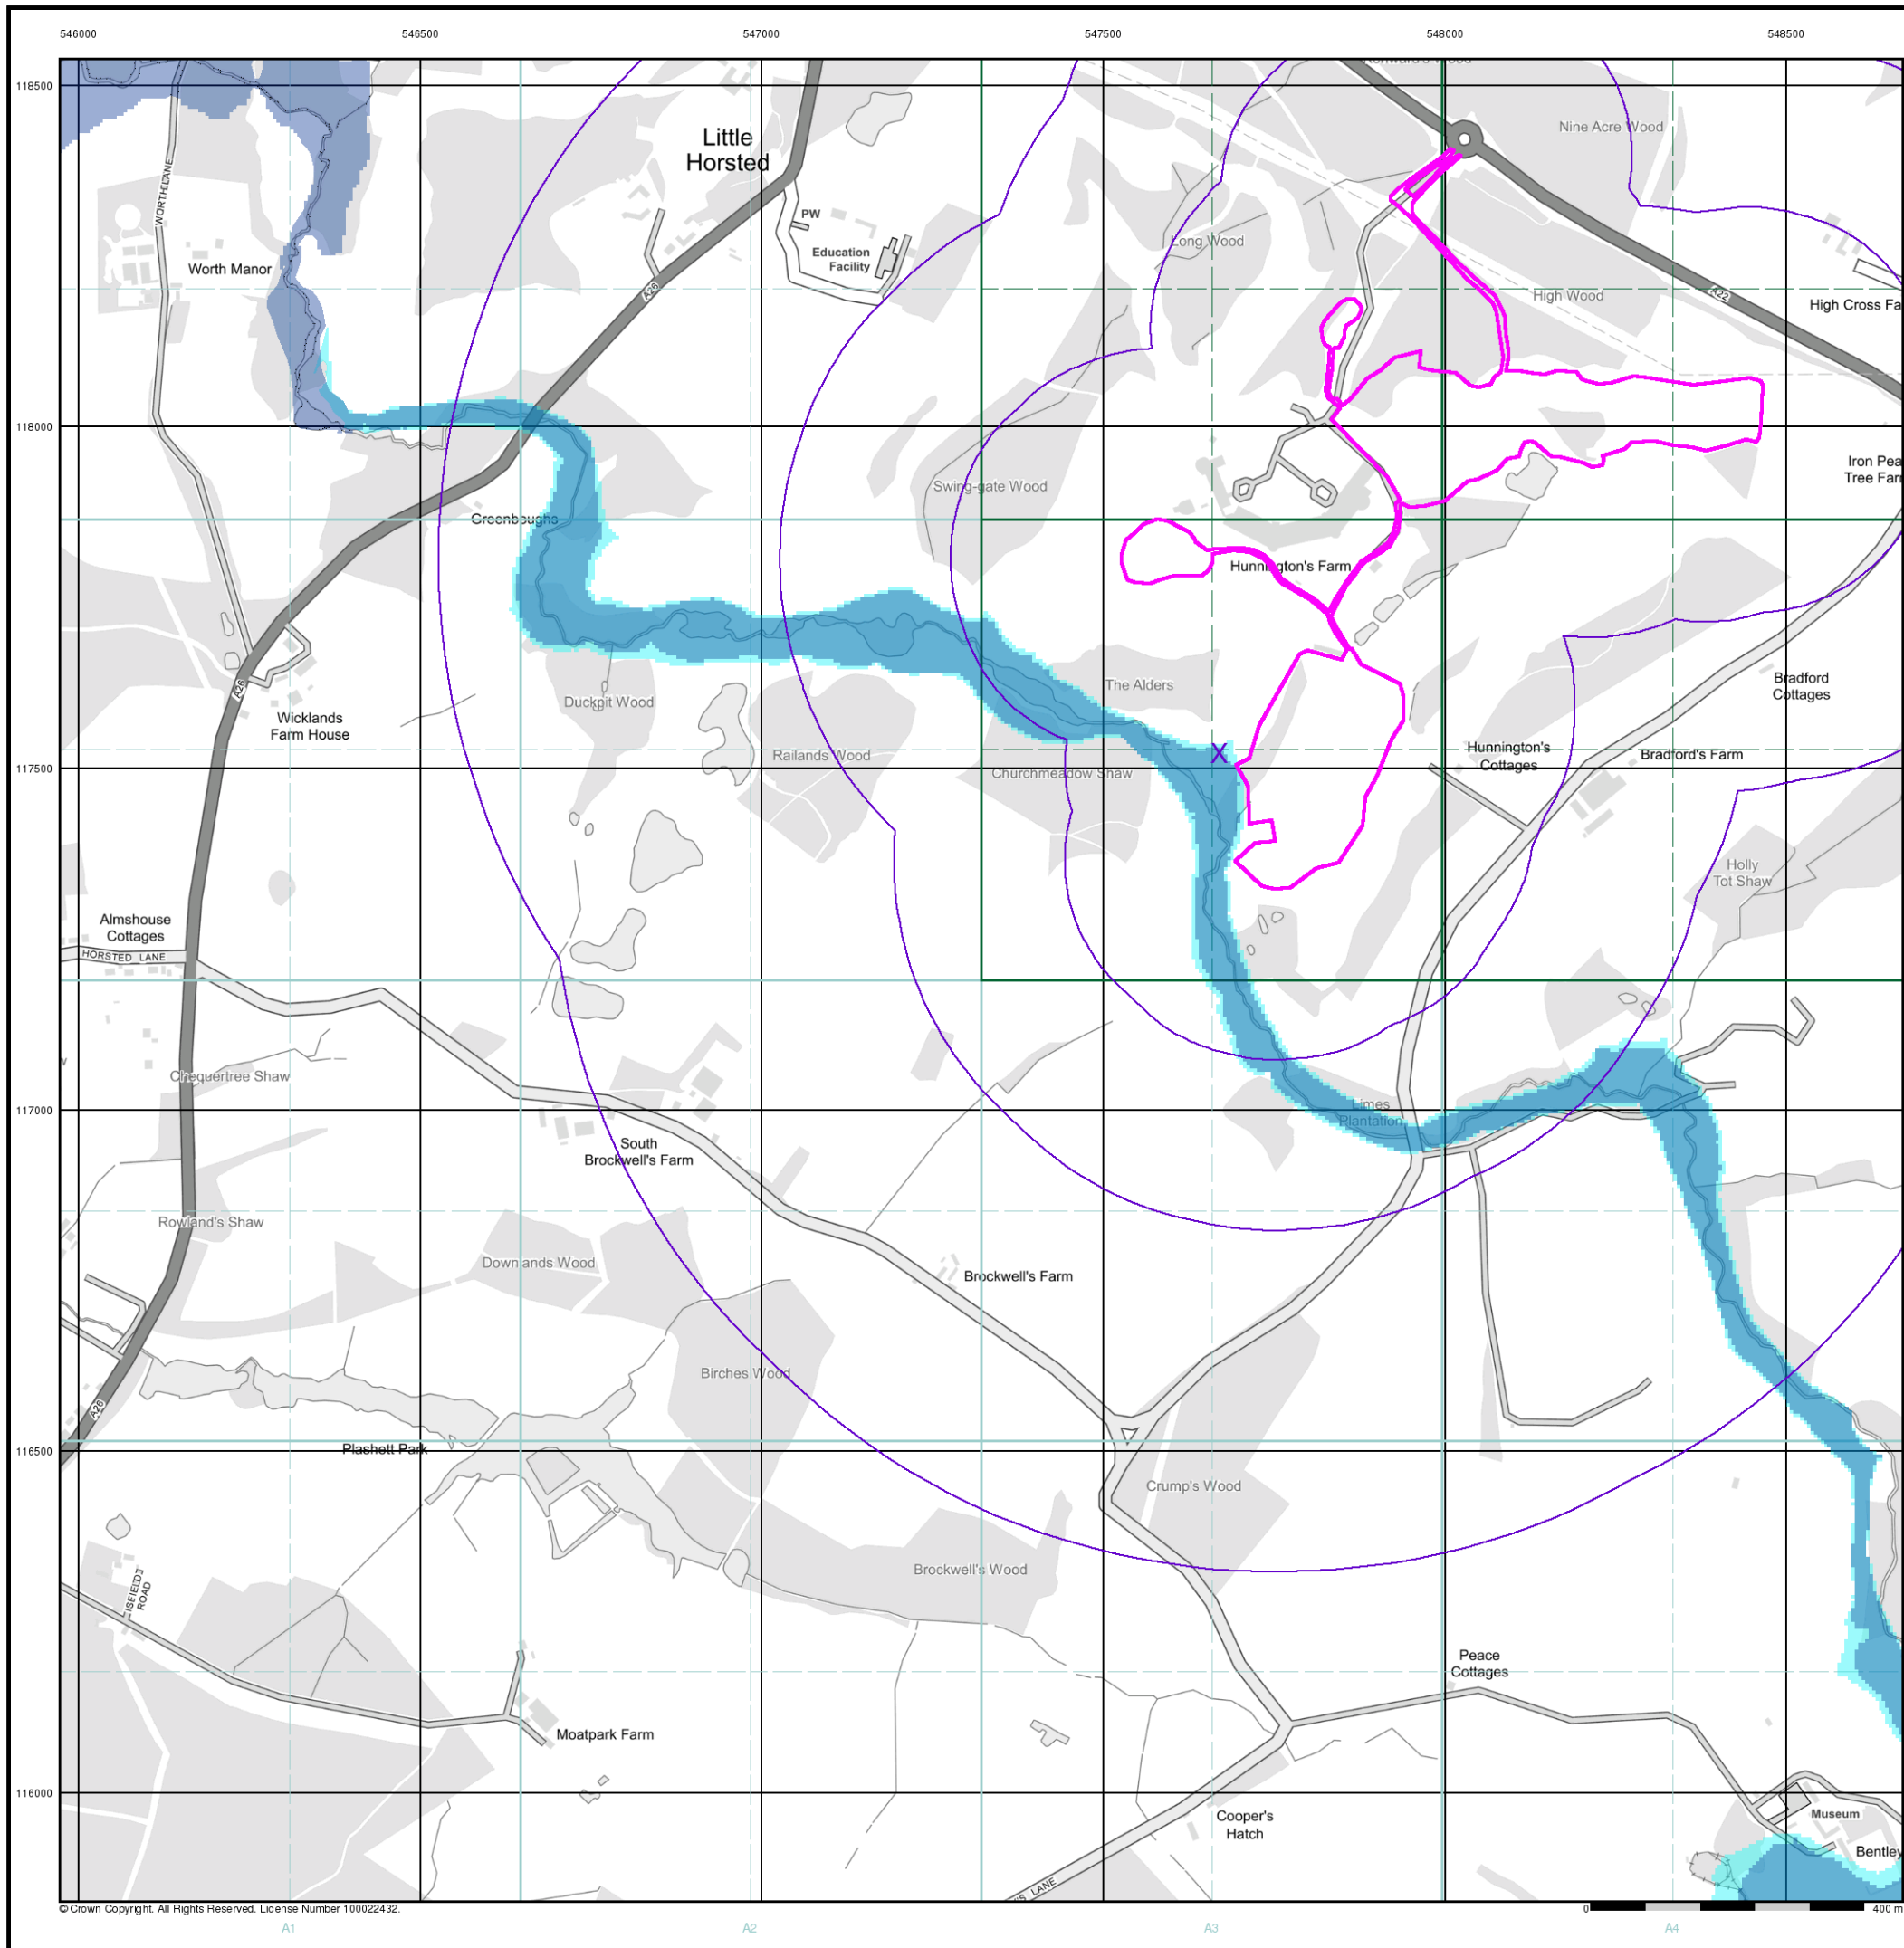 546000
546500
547000
547500
548000
548500
118500
118000
117500
117000
116500
116000
Little
Horsted
Nine Acre Wood
WORTH LANE
PW
Education
Facility
Long Wood
Worth Manor
A26
High Wood
A22
High Cross Fa
Swing-gate Wood
Iron Pea
Tree Farm
Greenboughs
Hunnington's Farm
The Alders
Bradford
Cottages
Duckpit Wood
A26
Wicklands
Farm House
Railands Wood
X
Churchmeadow Shaw
Hunnington's
Cottages
Bradford's Farm
Holly
Tot Shaw
Almshouse
Cottages
HORSTED LANE
Chequertree Shaw
Limes
Plantation
South
Brockwell's Farm
Rowland's Shaw
Downlands Wood
Brockwell's Farm
Birches Wood
A26
Plashett Park
Crump's Wood
ISFIELD
ROAD
Brockwell's Wood
Peace
Cottages
Moatpark Farm
Cooper's
Hatch
Museum
Bentley
LANE
© Crown Copyright. All Rights Reserved. License Number 100022432.
0 400 m
A1 A2 A3 A4